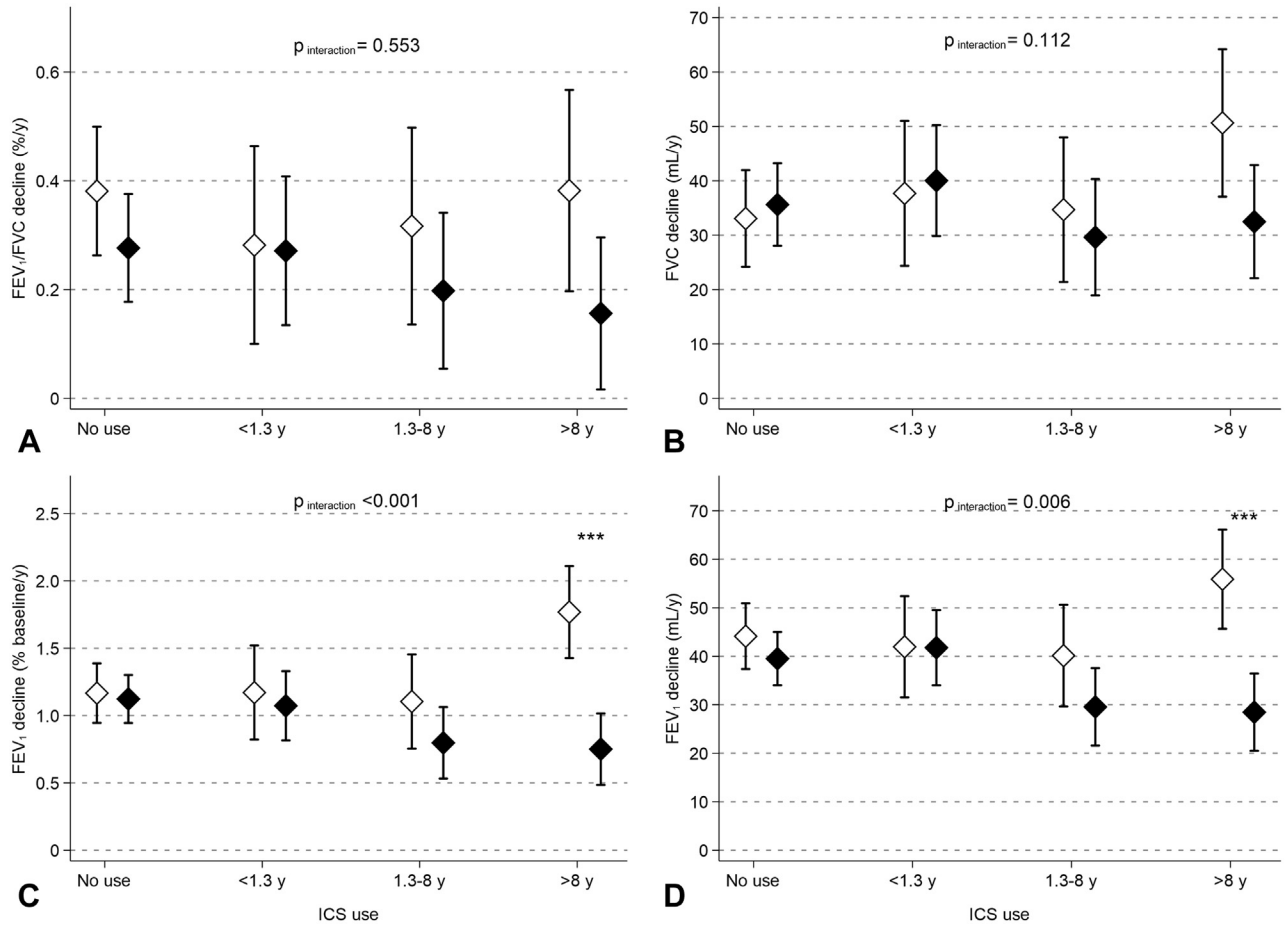 p interaction = 0.553
0.6
0.4
0.2
0
FEV₁/FVC decline (%/y)
No use <1.3 y 1.3-8 y >8 y
A
p interaction = 0.112
70
60
50
40
30
20
10
0
FVC decline (mL/y)
No use <1.3 y 1.3-8 y >8 y
B
p interaction <0.001
***
2.5
2.0
1.5
1.0
0.5
0
FEV₁ decline (% baseline/y)
No use <1.3 y 1.3-8 y >8 y
C
ICS use
p interaction = 0.006
***
70
60
50
40
30
20
10
0
FEV₁ decline (mL/y)
No use <1.3 y 1.3-8 y >8 y
D
ICS use